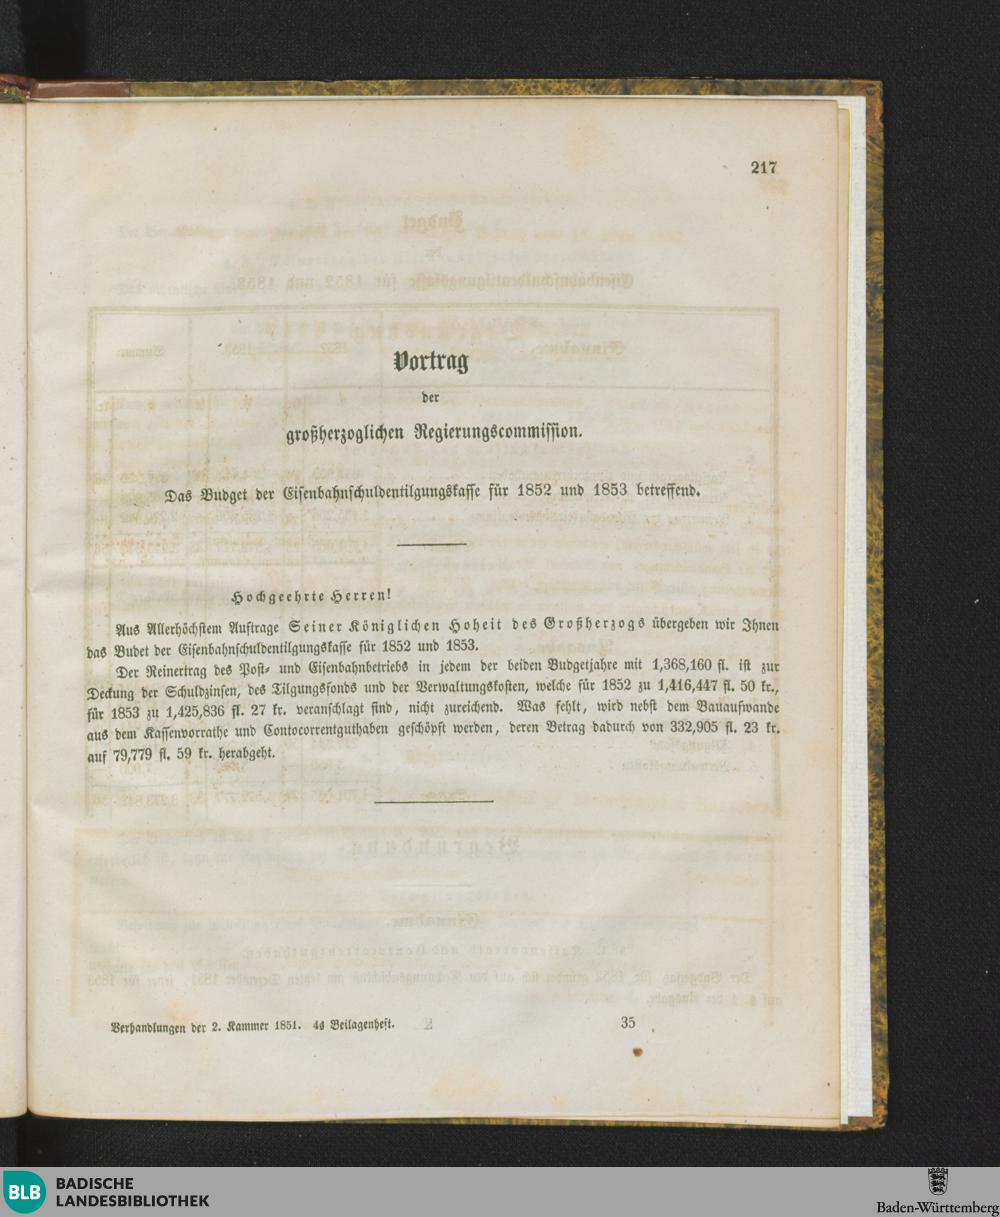 217
Vortrag
der
großherzoglichen Regierungscommission.
Das Budget der Eisenbahnschuldentilgungskasse für 1852 und 1853 betreffend.
Hochgeehrte Herren!
Aus Allerhöchstem Auftrage Seiner Königlichen Hoheit des Großherzogs übergeben wir Ihnen
das Budet der Eisenbahnschuldentilgungskasse für 1852 und 1853.
Der Reinertrag des Post- und Eisenbahnbetriebs in jedem der beiden Budgetjahre mit 1,368,160 fl. ist zur
Deckung der Schuldzinsen, des Tilgungsfonds und der Verwaltungskosten, welche für 1852 zu 1,416,447 fl. 50 kr.,
für 1853 zu 1,425,836 fl. 27 kr. veranschlagt sind, nicht zureichend. Was fehlt, wird nebst dem Bauaufwande
aus dem Kassenvorrathe und Contocorrentguthaben geschöpft werden, deren Betrag dadurch von 332,905 fl. 23 kr.
auf 79,779 fl. 59 kr. herabgeht.
Verhandlungen der 2. Kammer 1851. 4s Beilagenheft. 35
BLB BADISCHE
LANDESBIBLIOTHEK
Baden-Württemberg